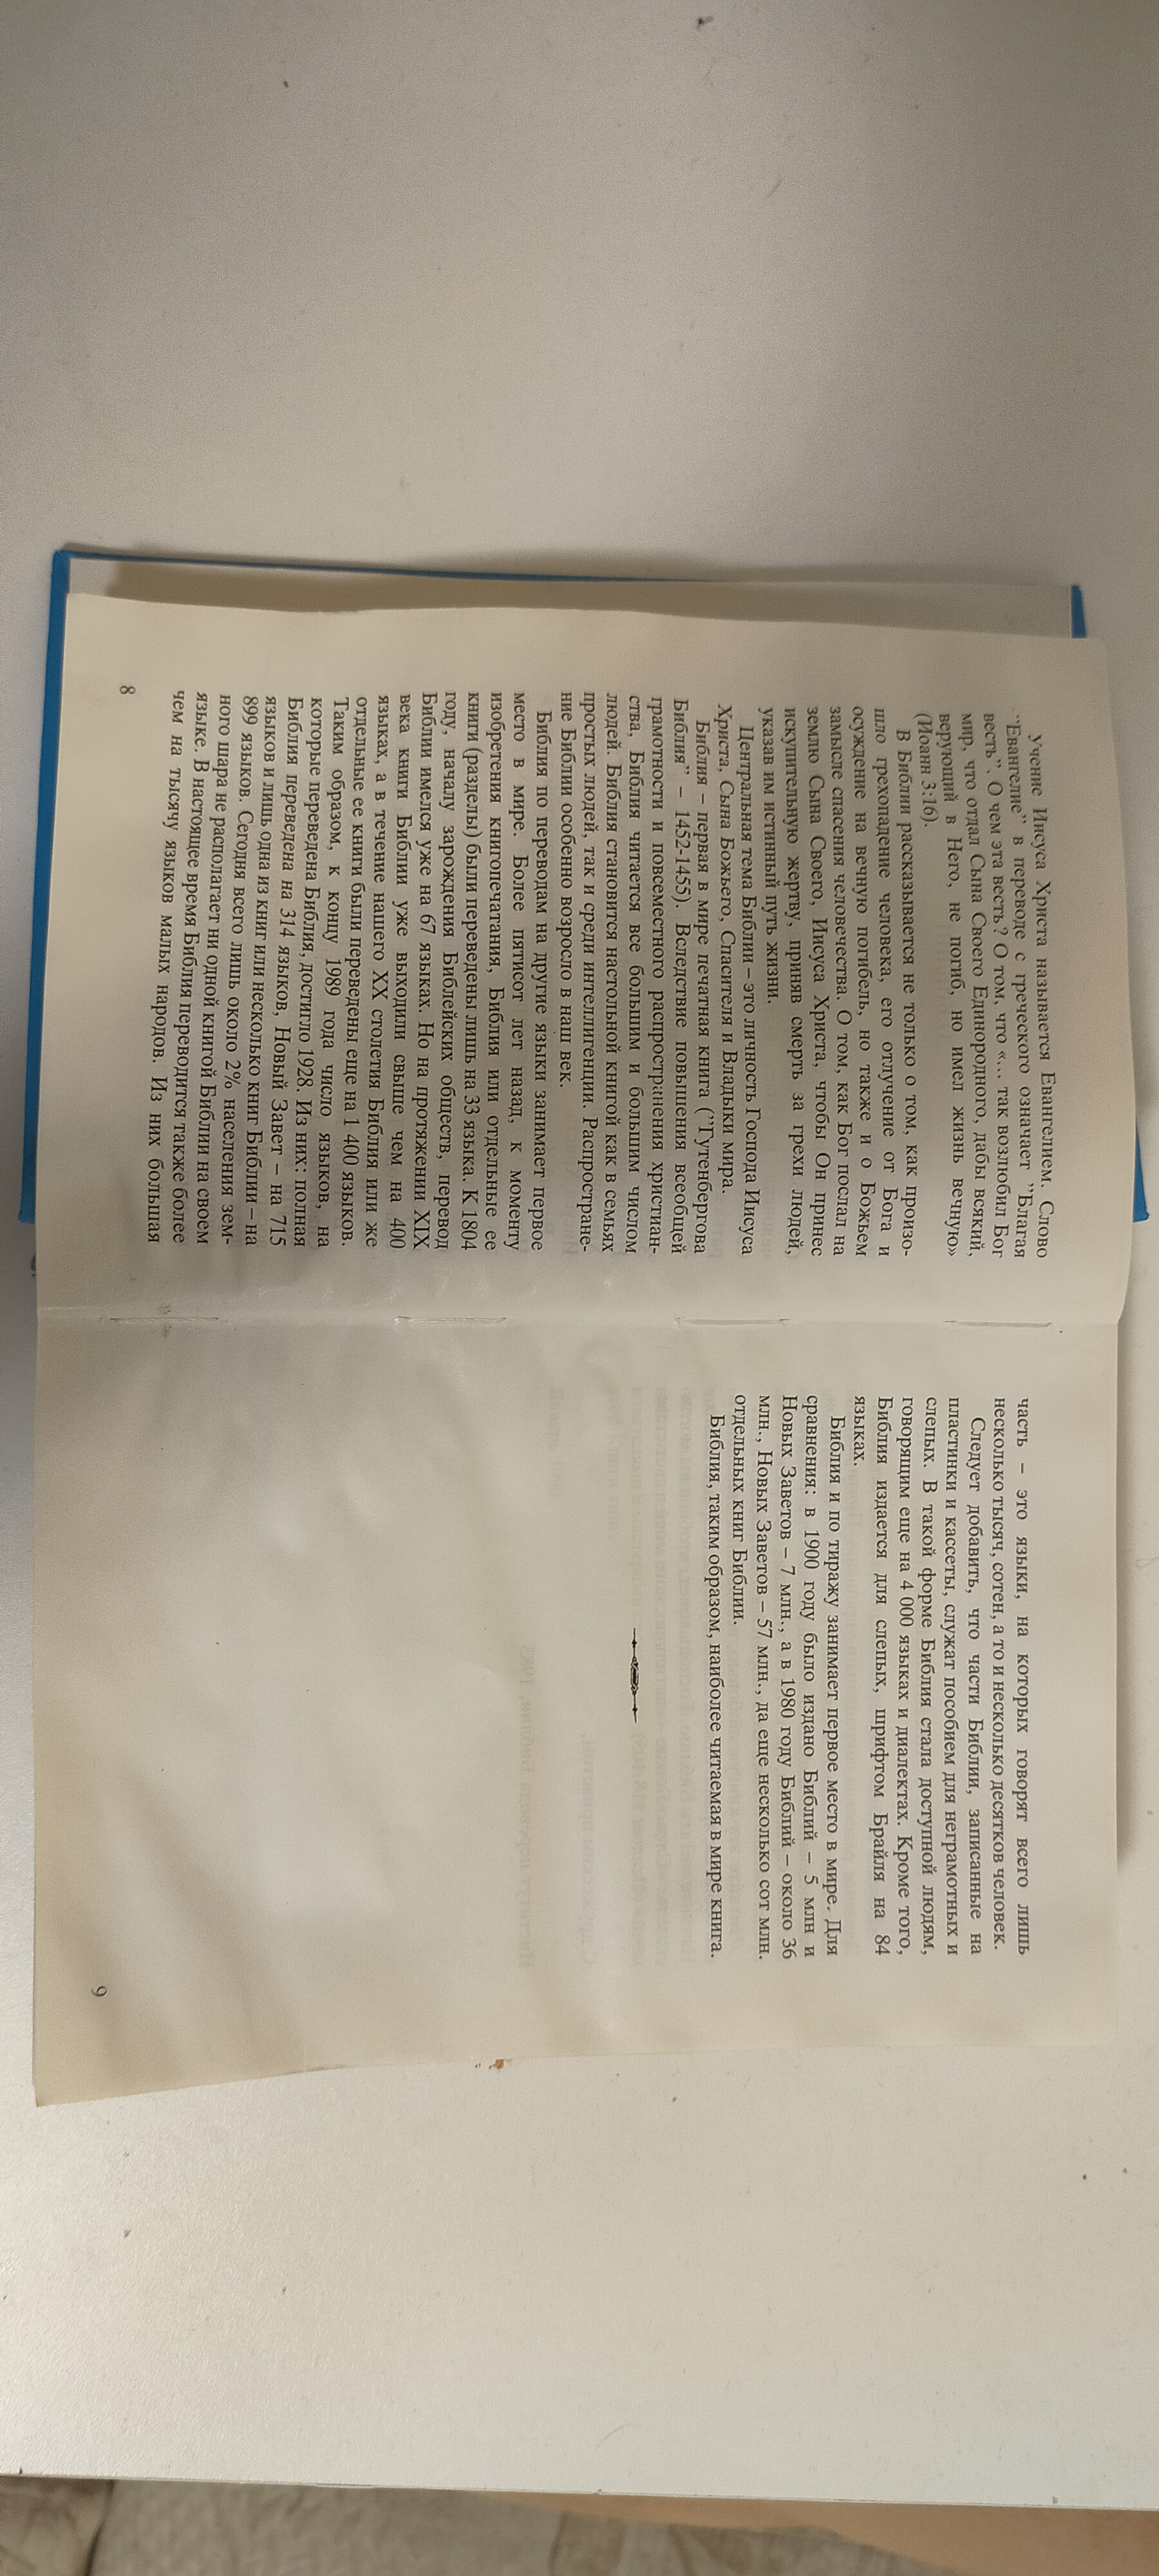 Учение Иисуса Христа называется Евангелием. Слово
"Евангелие" в переводе с греческого означает "Благая
весть". О чем эта весть? О том, что «... так возлюбил Бог
мир, что отдал Сына Своего Единородного, дабы всякий,
верующий в Него, не погиб, но имел жизнь вечную»
(Иоанн 3:16).
В Библии рассказывается не только о том, как произо-
шло грехопадение человека, его отлучение от Бога и
осуждение на вечную погибель, но также и о Божьем
замысле спасения человечества. О том, как Бог послал на
землю Сына Своего, Иисуса Христа, чтобы Он принес
искупительную жертву, приняв смерть за грехи людей,
указав им истинный путь жизни.
Центральная тема Библии – это личность Господа Иисуса
Христа, Сына Божьего, Спасителя и Владыки мира.
Библия – первая в мире печатная книга ("Гутенбергова
Библия" – 1452-1455). Вследствие повышения всеобщей
грамотности и повсеместного распространения христиан-
ства, Библия читается все большим и большим числом
людей. Библия становится настольной книгой как в семьях
простых людей, так и среди интеллигенции. Распростране-
ние Библии особенно возросло в наш век.
Библия по переводам на другие языки занимает первое
место в мире. Более пятисот лет назад, к моменту
изобретения книгопечатания, Библия или отдельные ее
книги (разделы) были переведены лишь на 33 языка. К 1804
году, началу зарождения Библейских обществ, перевод
Библии имелся уже на 67 языках. Но на протяжении XIX
века книги Библии уже выходили свыше чем на 400
языках, а в течение нашего XX столетия Библия или же
отдельные ее книги были переведены еще на 1 400 языков.
Таким образом, к концу 1989 года число языков, на
которые переведена Библия, достигло 1928. Из них: полная
Библия переведена на 314 языков, Новый Завет – на 715
языков и лишь одна из книг или несколько книг Библии – на
899 языков. Сегодня всего лишь около 2% населения зем-
ного шара не располагает ни одной книгой Библии на своем
языке. В настоящее время Библия переводится также более
чем на тысячу языков малых народов. Из них большая
8
часть – это языки, на которых говорят всего лишь
несколько тысяч, сотен, а то и несколько десятков человек.
Следует добавить, что части Библии, записанные на
пластинки и кассеты, служат пособием для неграмотных и
слепых. В такой форме Библия стала доступной людям,
говорящим еще на 4 000 языках и диалектах. Кроме того,
Библия издается для слепых, шрифтом Брайля на 84
языках.
Библия и по тиражу занимает первое место в мире. Для
сравнения: в 1900 году было издано Библий – 5 млн и
Новых Заветов – 7 млн., а в 1980 году Библий – около 36
млн., Новых Заветов – 57 млн., да еще несколько сот млн.
отдельных книг Библии.
Библия, таким образом, наиболее читаемая в мире книга.
9